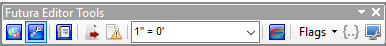 Futura Editor Tools
1" = 0'
Flags
{..}